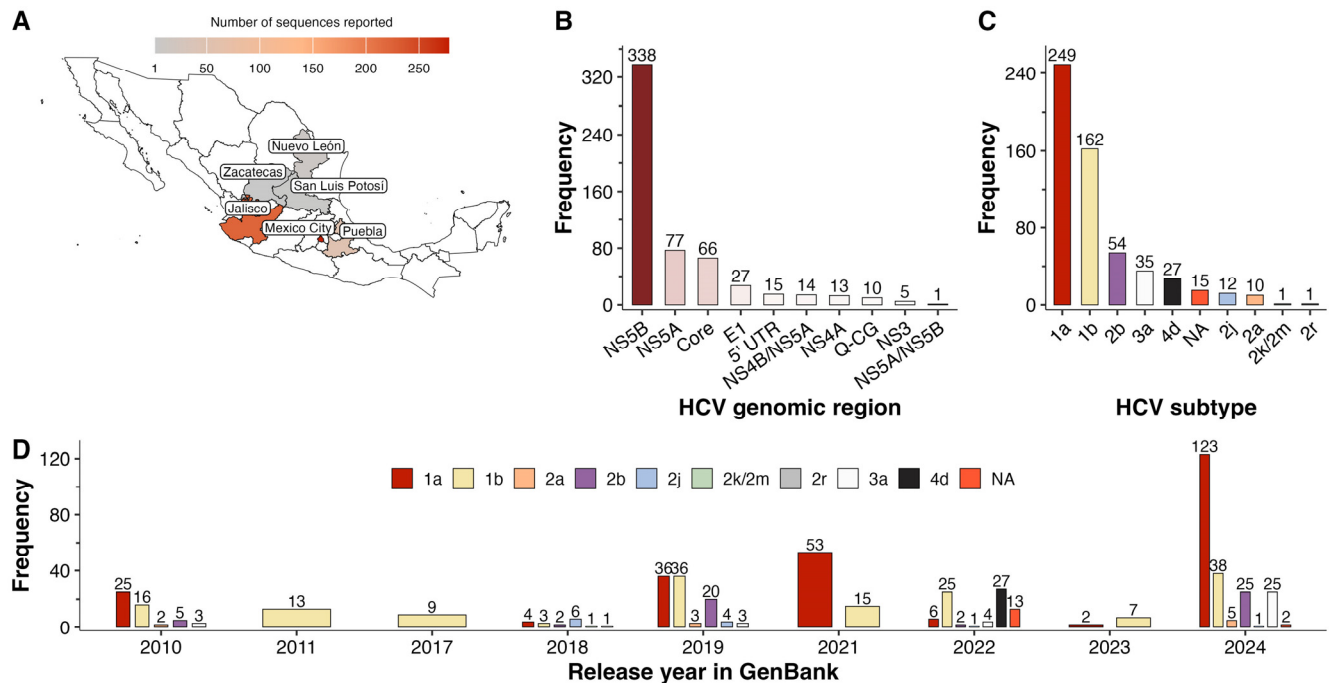 A
Number of sequences reported
1 50 100 150 200 250
Nuevo León
Zacatecas
San Luis Potosí
Jalisco
Mexico City
Puebla
B
Frequency
320
240
160
80
0
338
77
66
27
15
14
13
10
5
1
NS5B
NS5A
Core
E1
5' UTR
NS4B/NS5A
NS4A
Q-CG
NS3
NS5A/NS5B
HCV genomic region
C
Frequency
240
160
80
0
249
162
54
35
27
15
12
10
1
1
1a
1b
2b
3a
4d
NA
2j
2a
2k/2m
2r
HCV subtype
D
Frequency
120
80
40
0
1a 1b 2a 2b 2j 2k/2m 2r 3a 4d NA
25 16 2 5 3
13
9
4 3 2 6 1 1
36 36 3 20 4 3
53 15
6 25 2 1 4 27 13
2 7
123 38 5 25 1 25 2
2010 2011 2017 2018 2019 2021 2022 2023 2024
Release year in GenBank